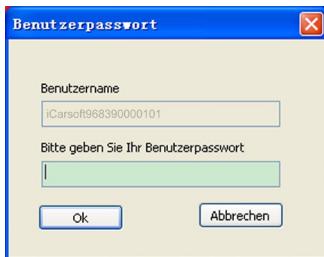 Benutzerpasswort
Benutzername
iCarsoft968390000101
Bitte geben Sie Ihr Benutzerpasswort
Ok
Abbrechen